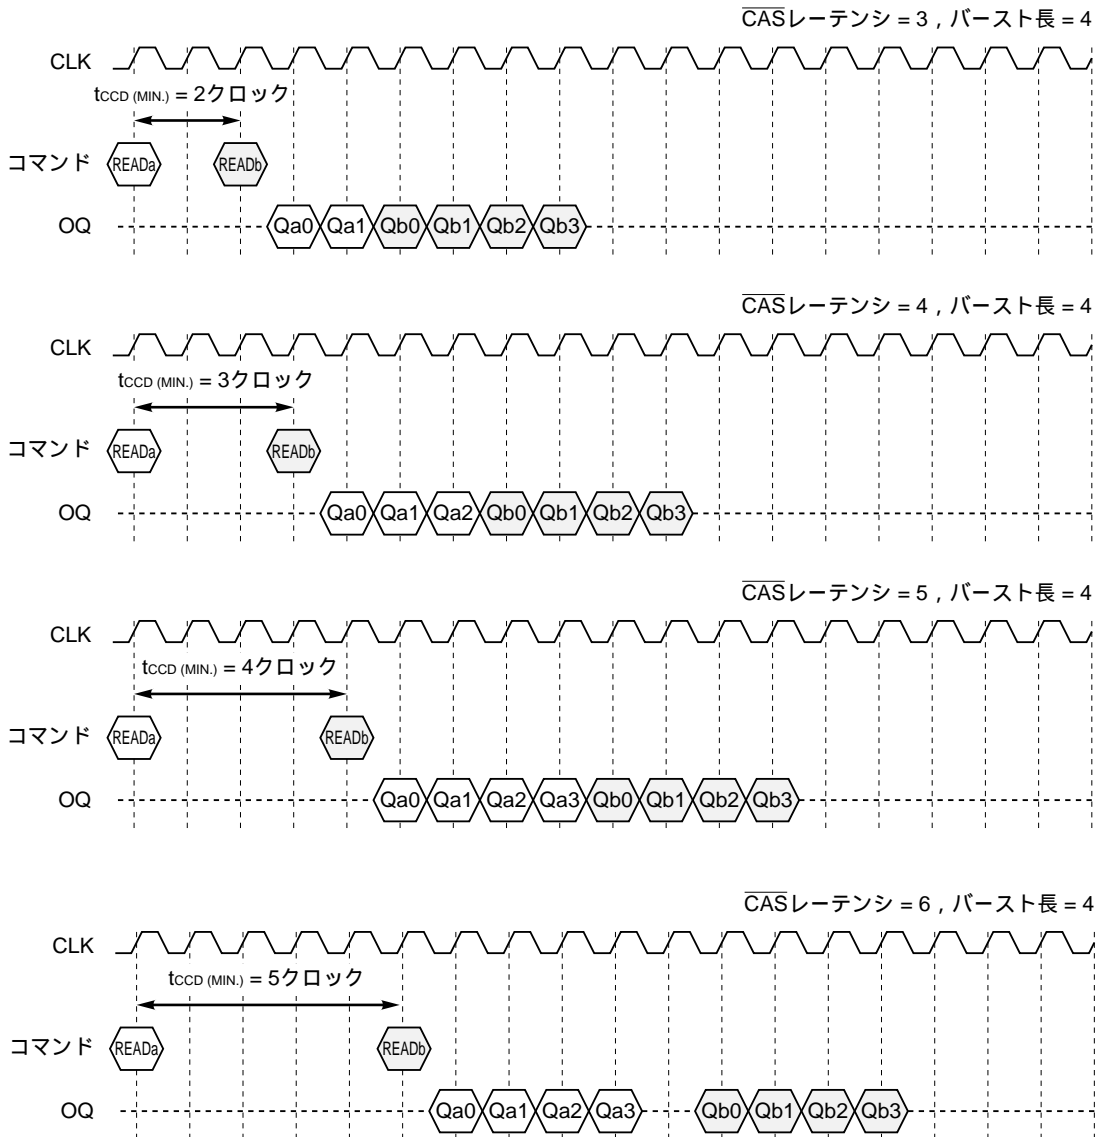 CASレーテンシ = 3 , バースト長 = 4
CLK
tCCD (MIN.) = 2クロック
コマンド READa READb
OQ Qa0 Qa1 Qb0 Qb1 Qb2 Qb3
CASレーテンシ = 4 , バースト長 = 4
CLK
tCCD (MIN.) = 3クロック
コマンド READa READb
OQ Qa0 Qa1 Qa2 Qb0 Qb1 Qb2 Qb3
CASレーテンシ = 5 , バースト長 = 4
CLK
tCCD (MIN.) = 4クロック
コマンド READa READb
OQ Qa0 Qa1 Qa2 Qa3 Qb0 Qb1 Qb2 Qb3
CASレーテンシ = 6 , バースト長 = 4
CLK
tCCD (MIN.) = 5クロック
コマンド READa READb
OQ Qa0 Qa1 Qa2 Qa3 Qb0 Qb1 Qb2 Qb3